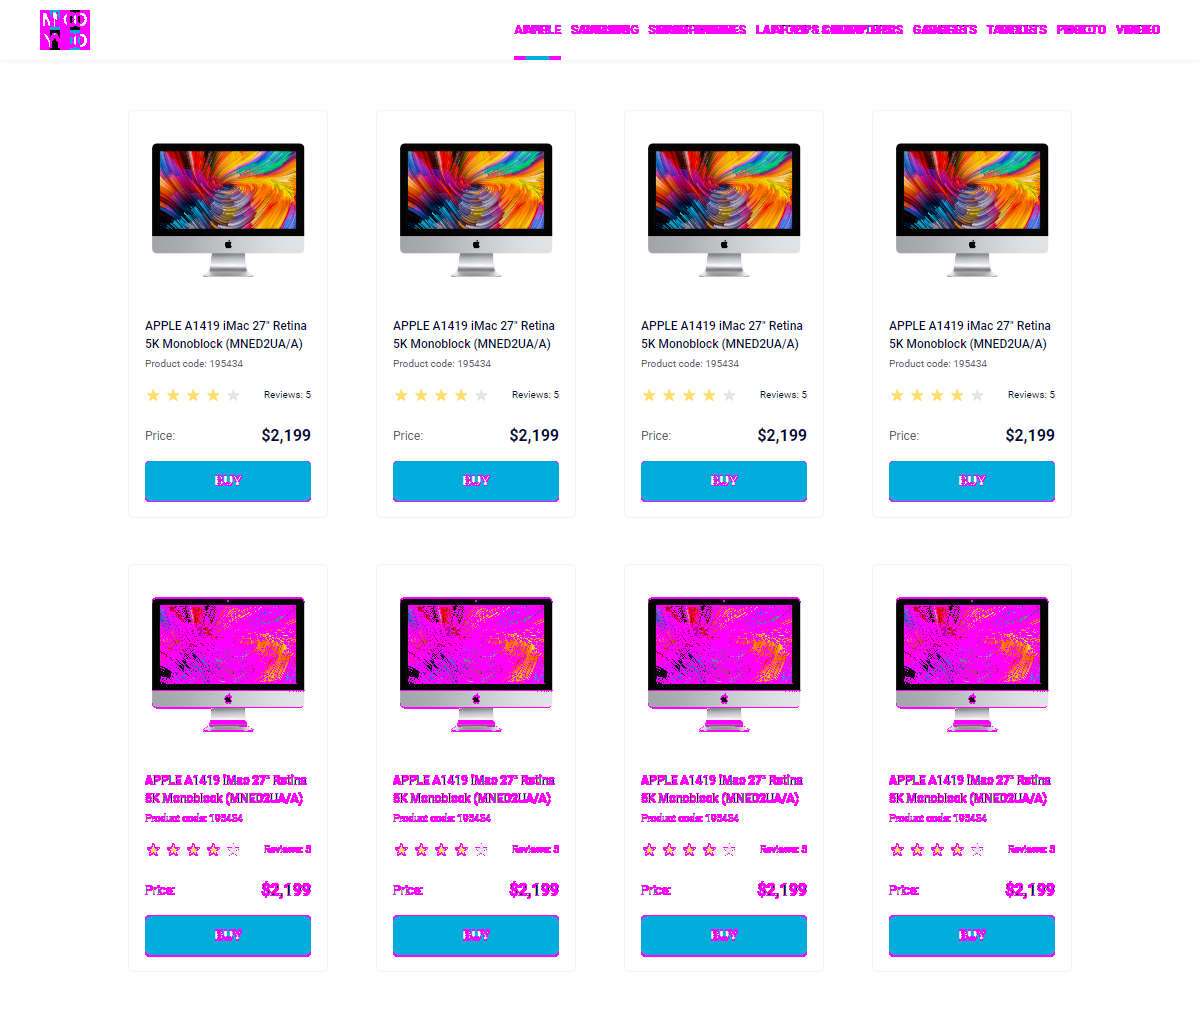 MOYO
APPLE SAMSUNG SMARTPHONES LAPTOPS & COMPUTERS GADGETS TABLETS PHOTO VIDEO
APPLE A1419 iMac 27" Retina APPLE A1419 iMac 27" Retina APPLE A1419 iMac 27" Retina APPLE A1419 iMac 27" Retina
5K Monoblock (MNED2UA/A) 5K Monoblock (MNED2UA/A) 5K Monoblock (MNED2UA/A) 5K Monoblock (MNED2UA/A)
Product code: 195434 Product code: 195434 Product code: 195434 Product code: 195434
Reviews: 5 Reviews: 5 Reviews: 5 Reviews: 5
Price: $2,199 Price: $2,199 Price: $2,199 Price: $2,199
BUY BUY BUY BUY
APPLE A1419 iMac 27" Retina APPLE A1419 iMac 27" Retina APPLE A1419 iMac 27" Retina APPLE A1419 iMac 27" Retina
5K Monoblock (MNED2UA/A) 5K Monoblock (MNED2UA/A) 5K Monoblock (MNED2UA/A) 5K Monoblock (MNED2UA/A)
Product code: 195434 Product code: 195434 Product code: 195434 Product code: 195434
Reviews: 5 Reviews: 5 Reviews: 5 Reviews: 5
Price: $2,199 Price: $2,199 Price: $2,199 Price: $2,199
BUY BUY BUY BUY